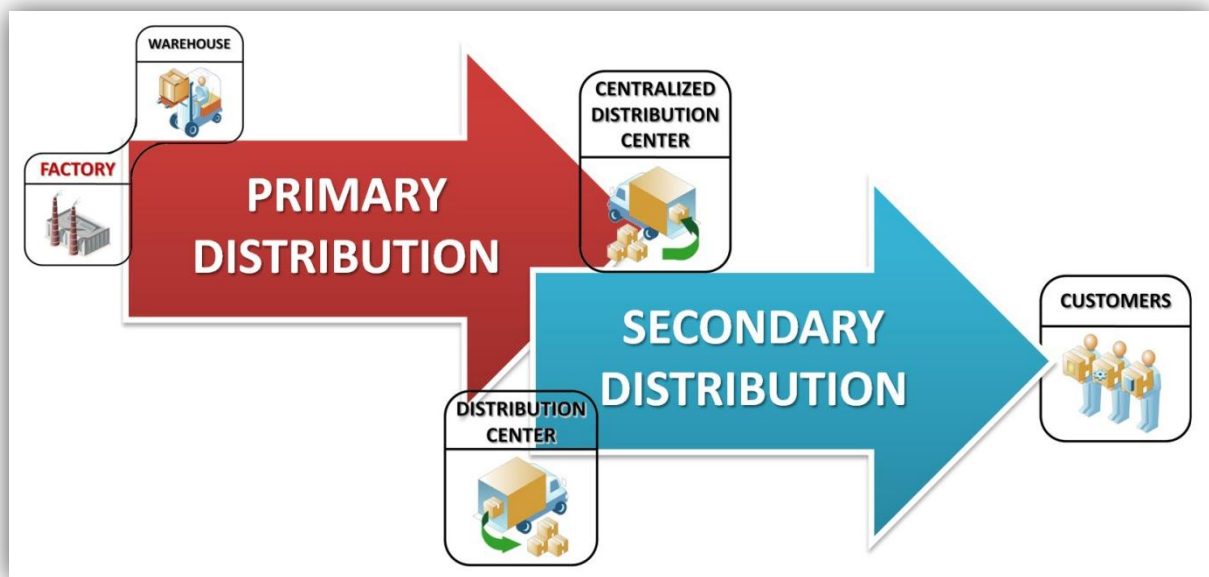 WAREHOUSE
FACTORY
PRIMARY
DISTRIBUTION
CENTRALIZED
DISTRIBUTION
CENTER
SECONDARY
DISTRIBUTION
DISTRIBUTION
CENTER
CUSTOMERS